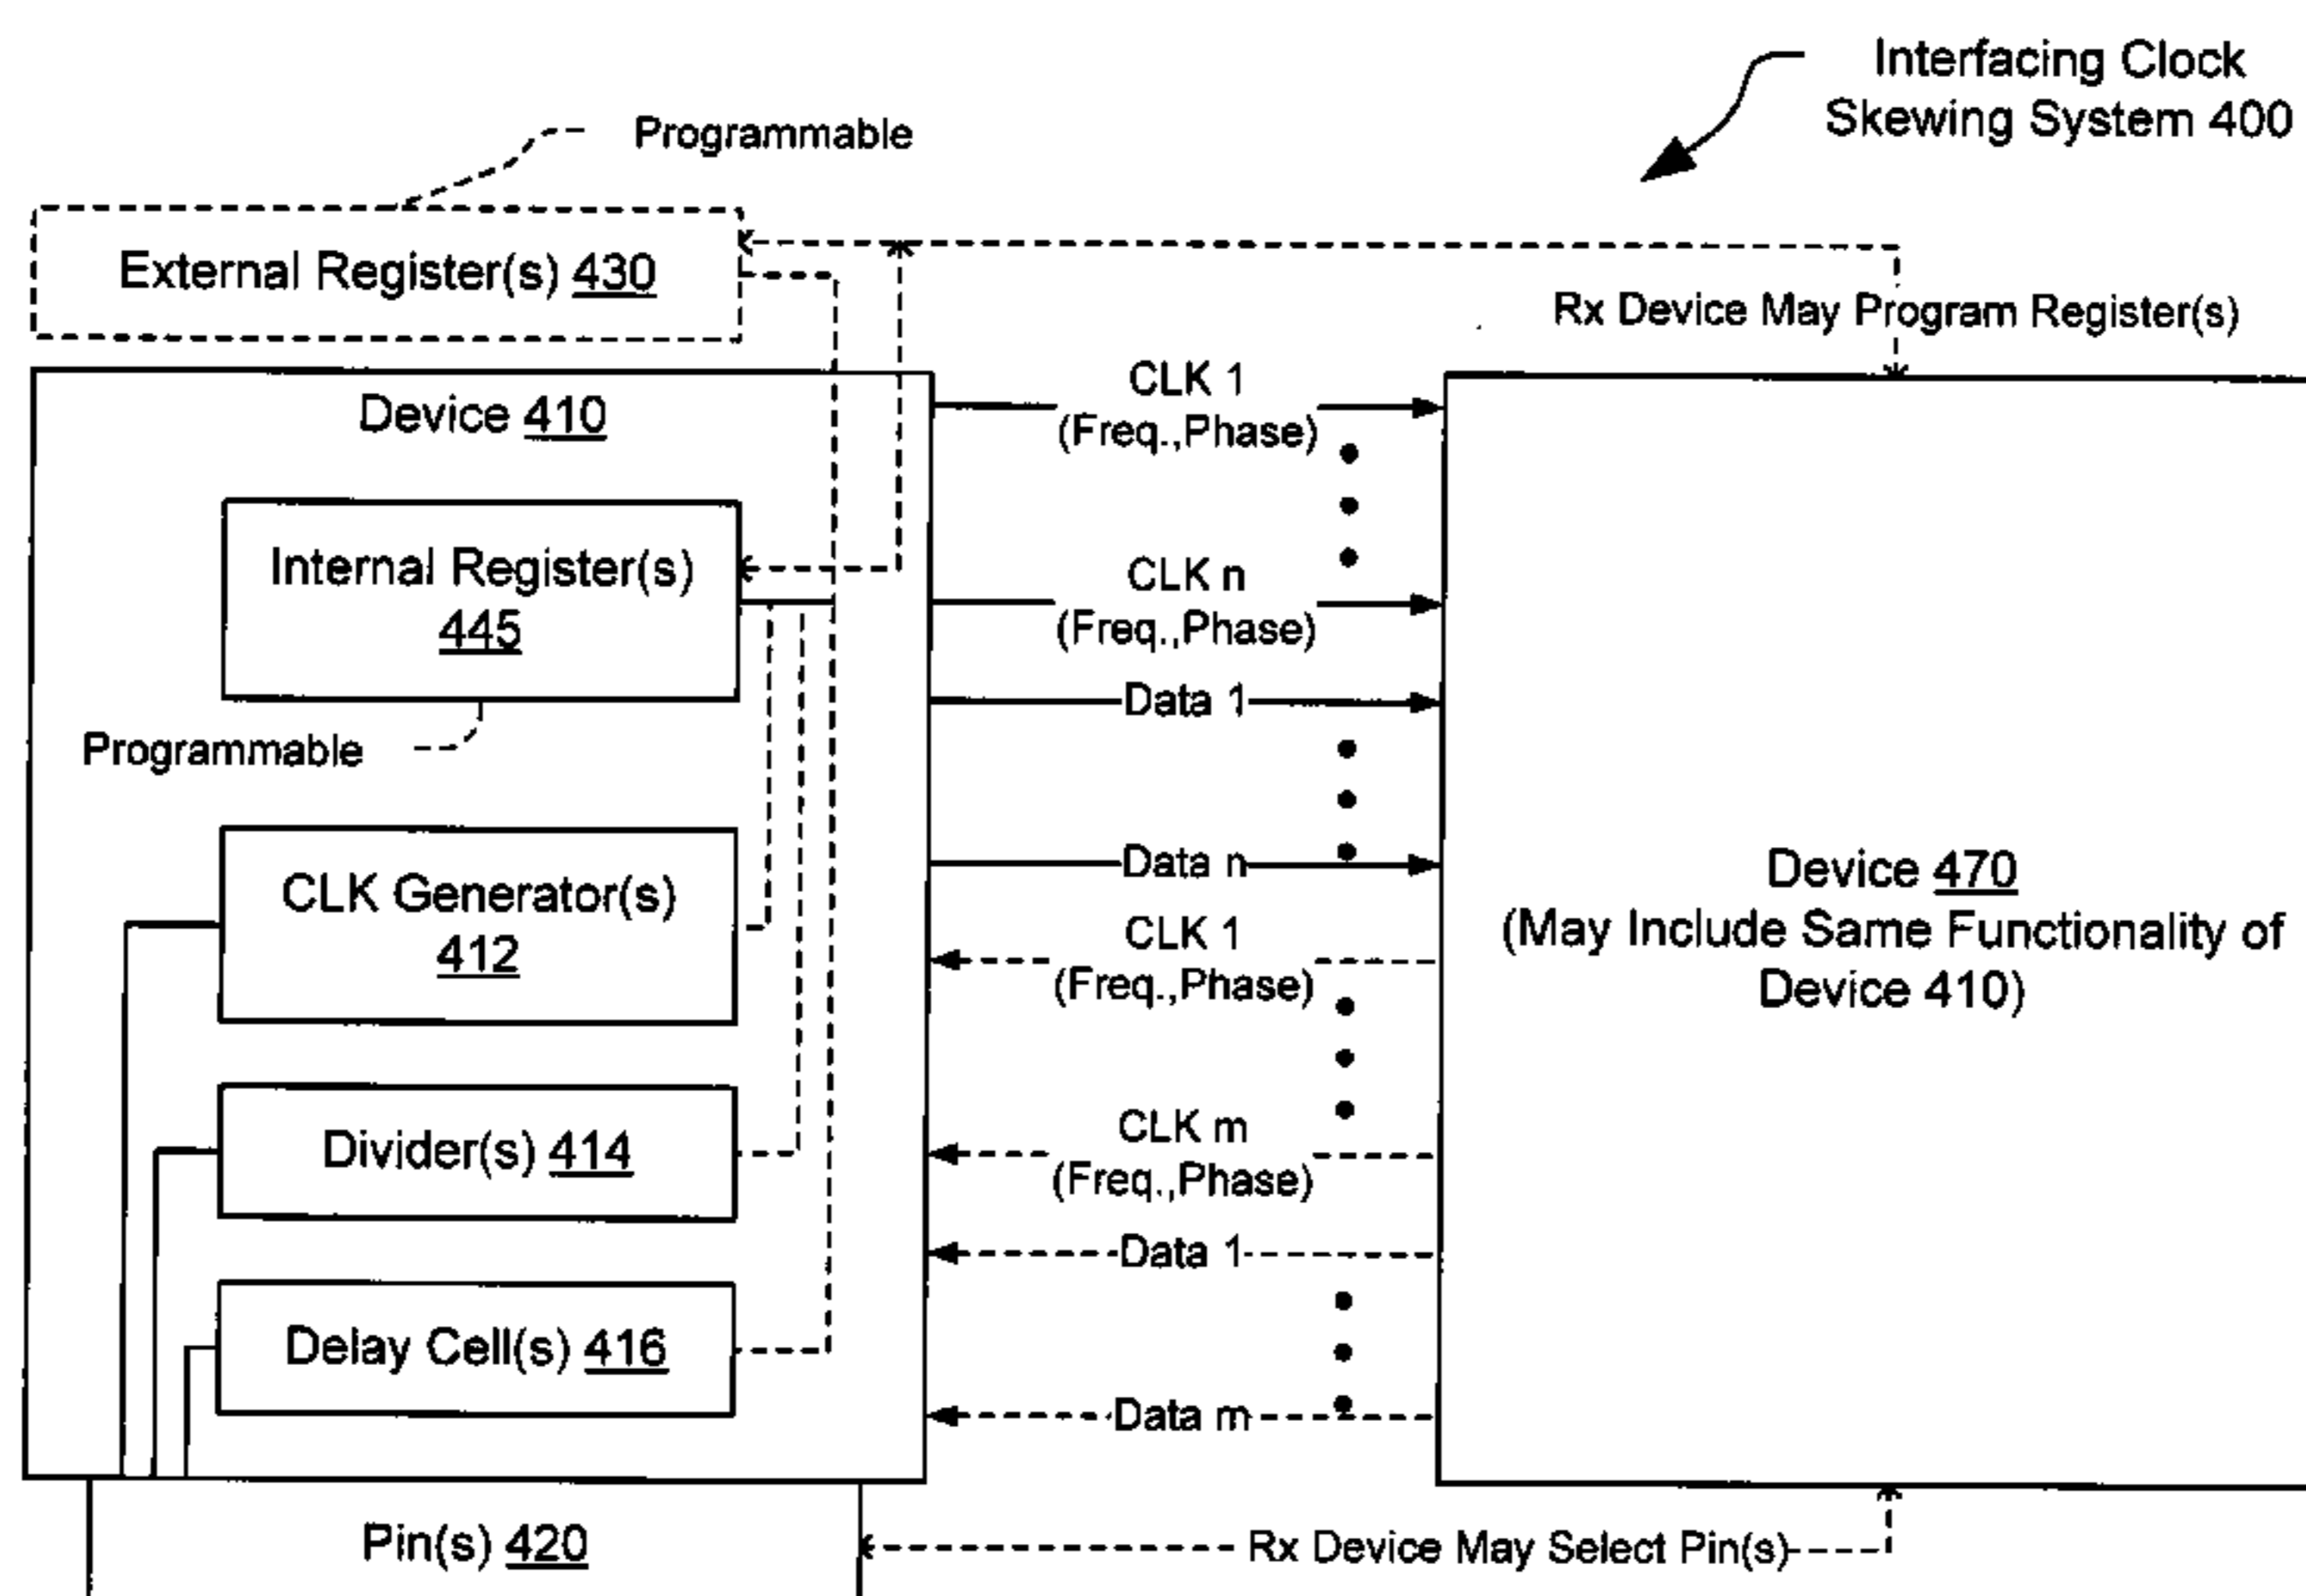 Interfacing Clock
Skewing System 400
Programmable
External Register(s) 430
Rx Device May Program Register(s)
Device 410
CLK 1
(Freq.,Phase)
Internal Register(s)
445
CLK n
(Freq.,Phase)
Data 1
Programmable
CLK Generator(s)
412
Data n
Device 470
(May Include Same Functionality of
Device 410)
CLK 1
(Freq.,Phase)
Divider(s) 414
CLK m
(Freq.,Phase)
Data 1
Delay Cell(s) 416
Data m
Pin(s) 420
Rx Device May Select Pin(s)